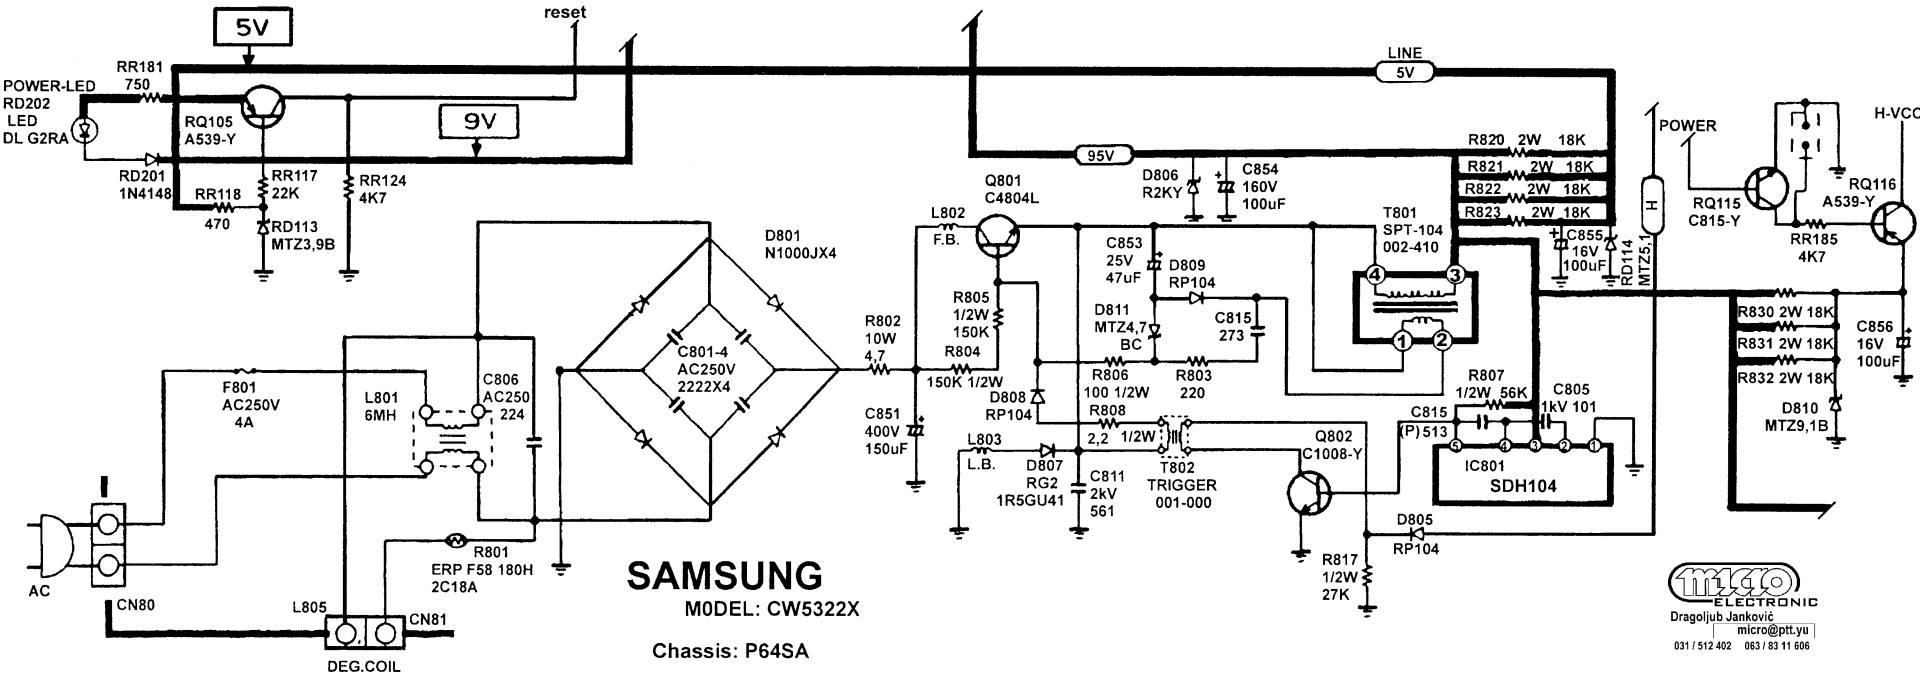 reset
5V
LINE
5V
RR181
750
POWER-LED
RD202
LED
DL G2RA
RQ105
A539-Y
9V
H-VCC
POWER
95V
R820 2W 18K
R821 2W 18K
R822 2W 18K
R823 2W 18K
D806
R2KY
C854
160V
100uF
RD201
1N4148
RR118
470
RR117
22K
RR124
4K7
RD113
MTZ3,9B
Q801
C4804L
L802
F.B.
T801
SPT-104
002-410
C855
16V
100uF
RD114
MTZ5,1
H
RQ115
C815-Y
RQ116
A539-Y
RR185
4K7
D801
N1000JX4
C853
25V
47uF
D809
RP104
4
3
1
2
R805
1/2W
150K
D811
MTZ4,7
BC
C815
273
R802
10W
4,7
R804
150K 1/2W
C801-4
AC250V
2222X4
R830 2W 18K
R831 2W 18K
R832 2W 18K
C856
16V
100uF
F801
AC250V
4A
L801
6MH
C806
AC250
224
R806
100 1/2W
R803
220
D808
RP104
R807
1/2W 56K
C805
1kV 101
D810
MTZ9,1B
C851
400V
150uF
R808
2,2 1/2W
C815
(P) 513
L803
L.B.
D807
RG2
1R5GU41
C811
2kV
561
T802
TRIGGER
001-000
Q802
C1008-Y
5
4
3
2
1
IC801
SDH104
D805
RP104
R817
1/2W
27K
R801
ERP F58 180H
2C18A
AC
CN80
L805
CN81
DEG.COIL
SAMSUNG
M0DEL: CW5322X
Chassis: P64SA
micro
ELECTRONIC
Dragoljub Janković
micro@ptt.yu
031 / 512 402 063 / 83 11 606